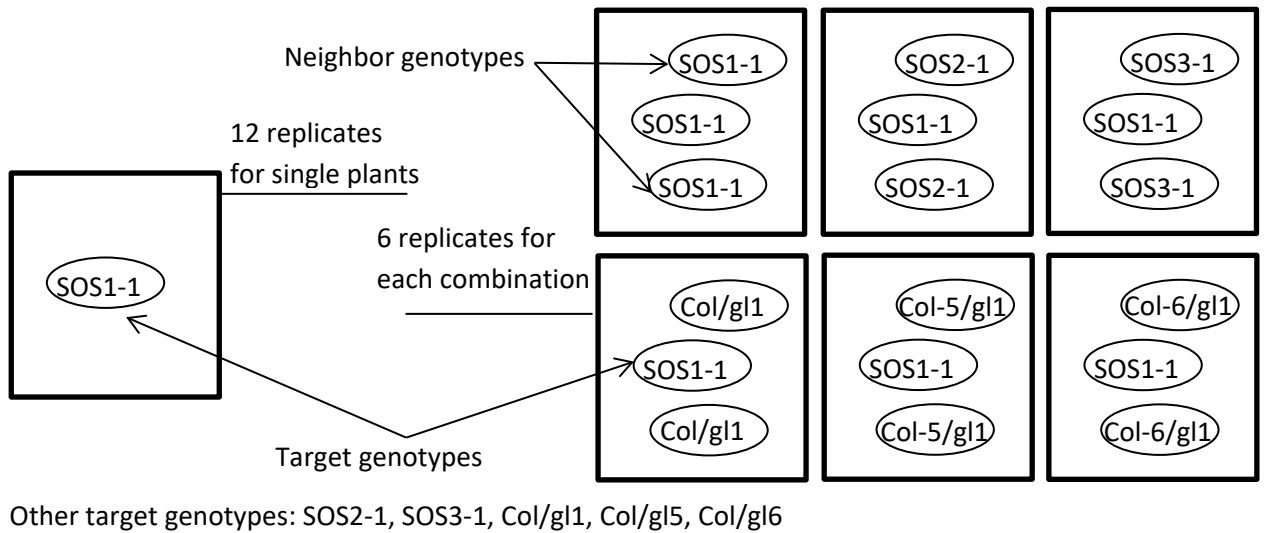 Neighbor genotypes
12 replicates
for single plants
SOS1-1
6 replicates for
each combination
Target genotypes
SOS1-1
SOS1-1
SOS1-1
SOS2-1
SOS1-1
SOS2-1
SOS3-1
SOS1-1
SOS3-1
Col/gl1
SOS1-1
Col/gl1
Col-5/gl1
SOS1-1
Col-5/gl1
Col-6/gl1
SOS1-1
Col-6/gl1
Other target genotypes: SOS2-1, SOS3-1, Col/gl1, Col/gl5, Col/gl6